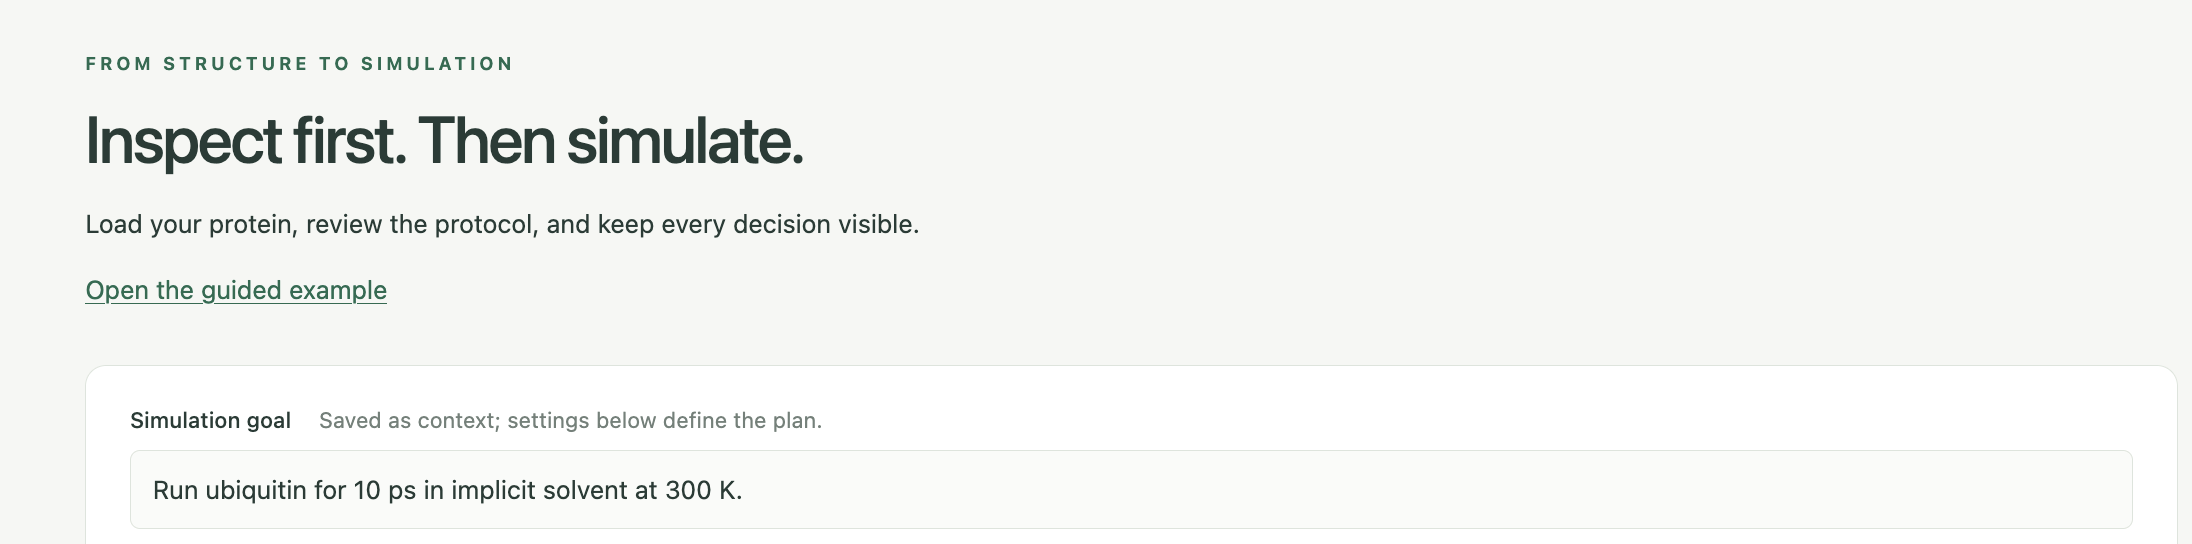 FROM STRUCTURE TO SIMULATION
Inspect first. Then simulate.
Load your protein, review the protocol, and keep every decision visible.
Open the guided example
Simulation goal Saved as context; settings below define the plan.
Run ubiquitin for 10 ps in implicit solvent at 300 K.